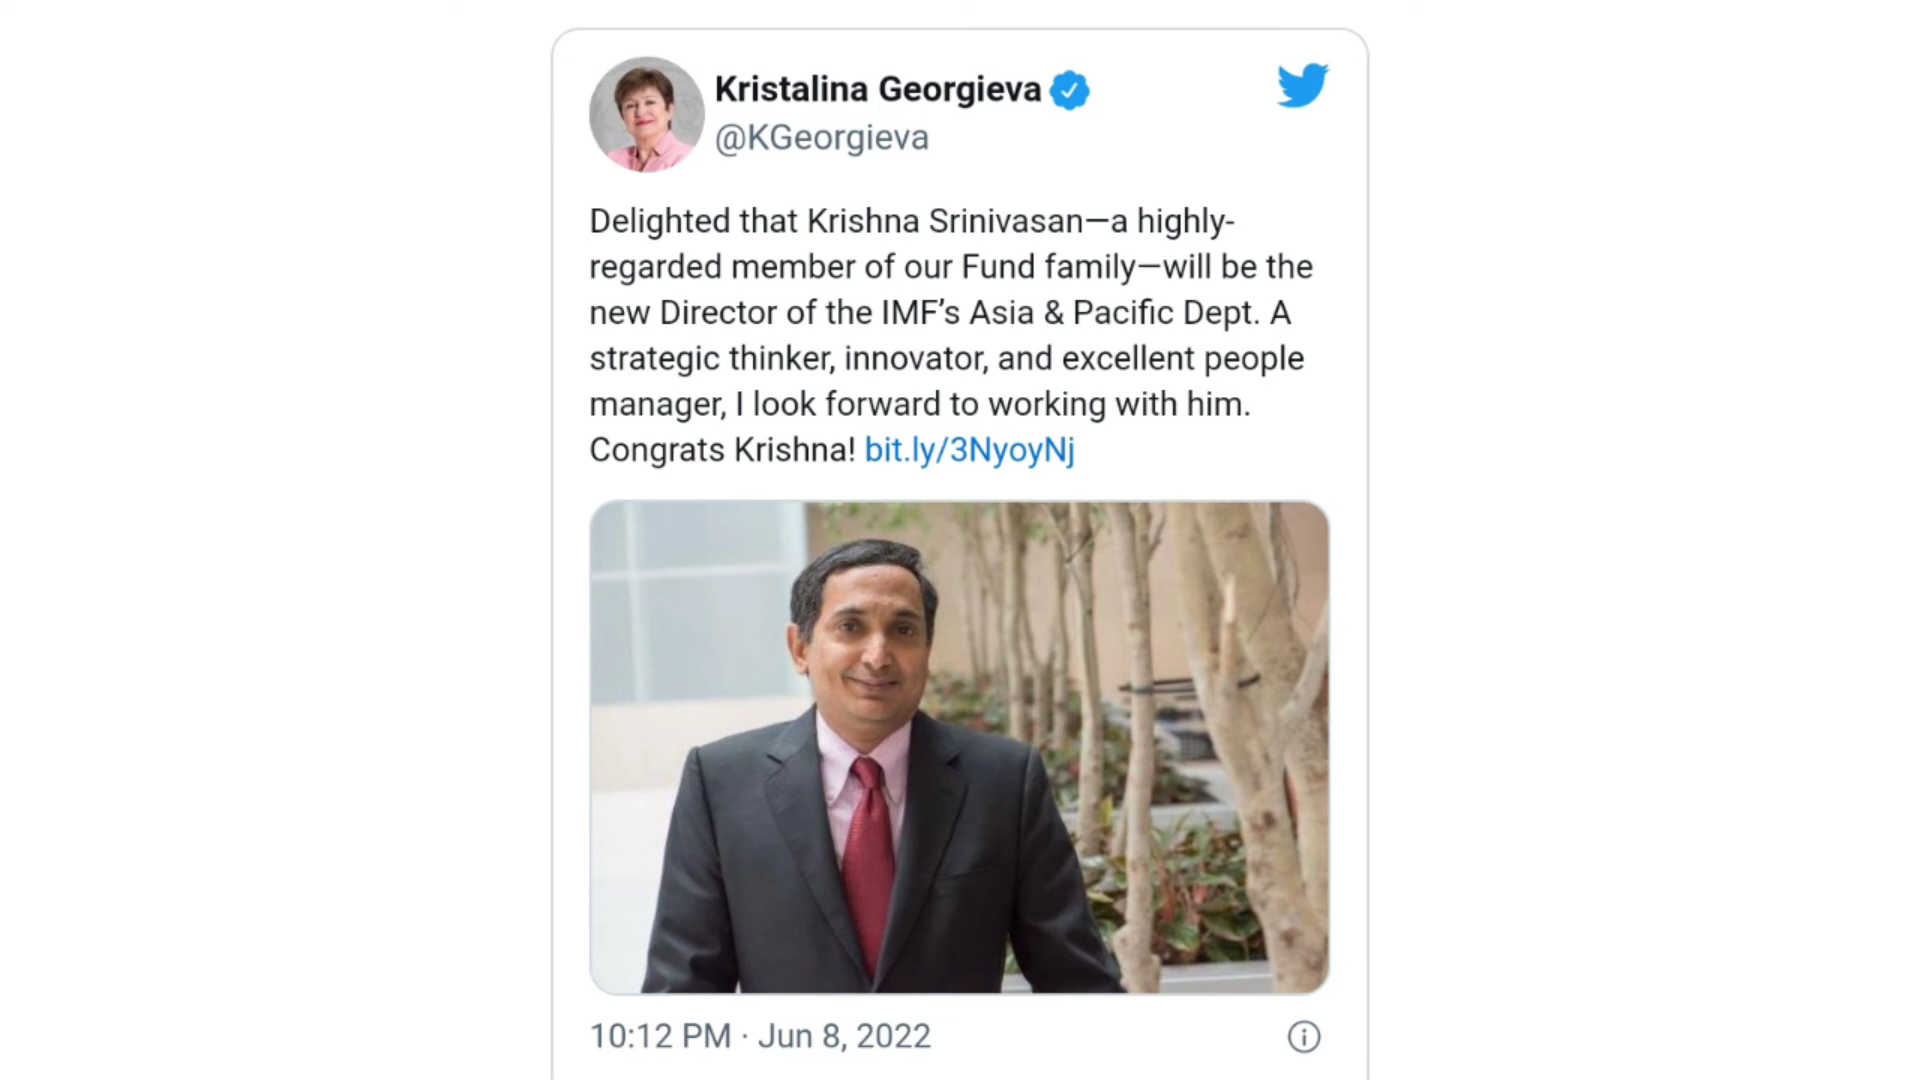 Kristalina Georgieva
@KGeorgieva
Delighted that Krishna Srinivasan—a highly-
regarded member of our Fund family—will be the
new Director of the IMF’s Asia & Pacific Dept. A
strategic thinker, innovator, and excellent people
manager, I look forward to working with him.
Congrats Krishna! bit.ly/3NyoyNj
10:12 PM · Jun 8, 2022